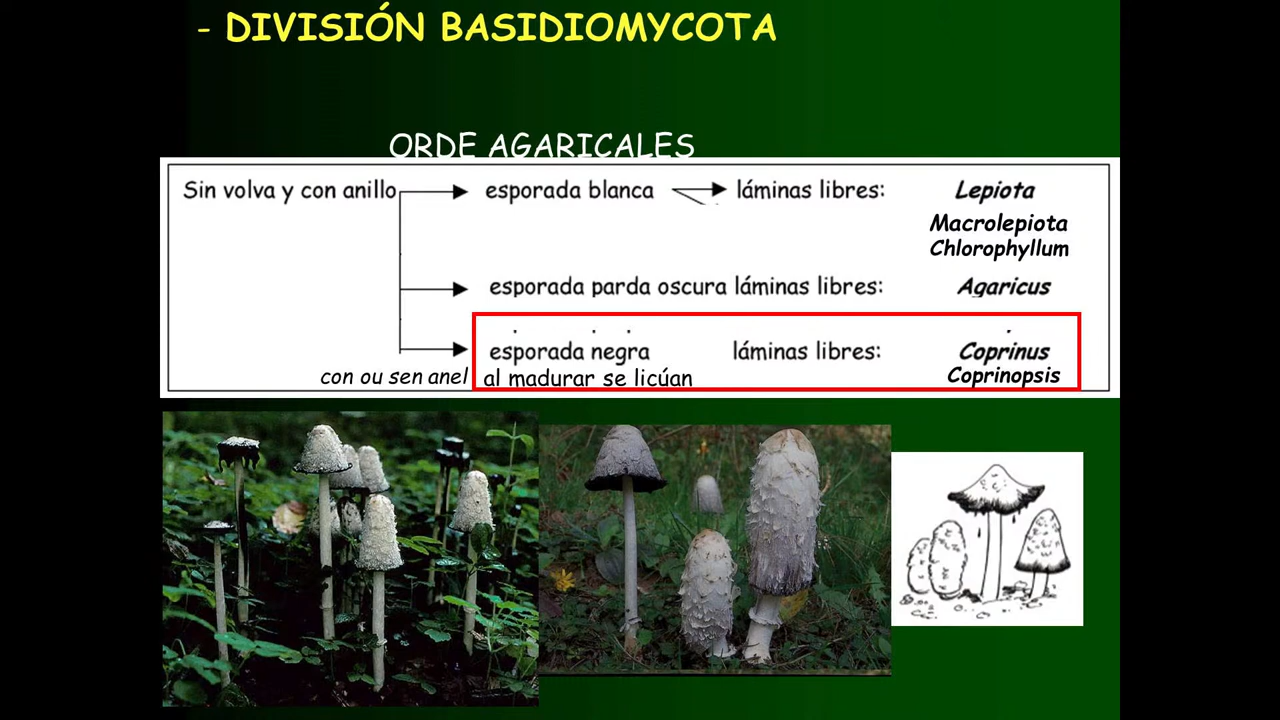 - DIVISIÓN BASIDIOMYCOTA
ORDE AGARICALES
Sin volva y con anillo esporada blanca láminas libres: Lepiota
Macrolepiota
Chlorophyllum
esporada parda oscura láminas libres: Agaricus
esporada negra láminas libres: Coprinus
con ou sen anel al madurar se licúan Coprinopsis